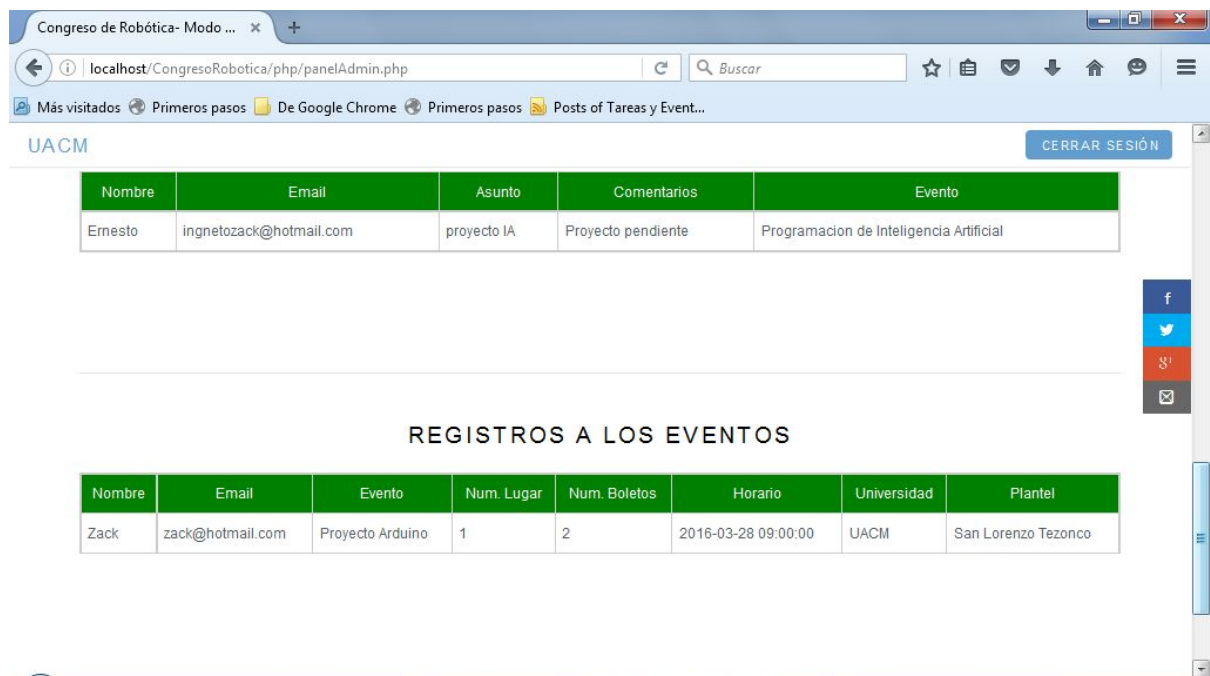 Congreso de Robótica- Modo ...
localhost/CongresoRobotica/php/panelAdmin.php
Buscar
Más visitados Primeros pasos De Google Chrome Primeros pasos Posts of Tareas y Event...
UACM CERRAR SESIÓN
Nombre Email Asunto Comentarios Evento
Ernesto ingnetozack@hotmail.com proyecto IA Proyecto pendiente Programacion de Inteligencia Artificial
REGISTROS A LOS EVENTOS
Nombre Email Evento Num. Lugar Num. Boletos Horario Universidad Plantel
Zack zack@hotmail.com Proyecto Arduino 1 2 2016-03-28 09:00:00 UACM San Lorenzo Tezonco